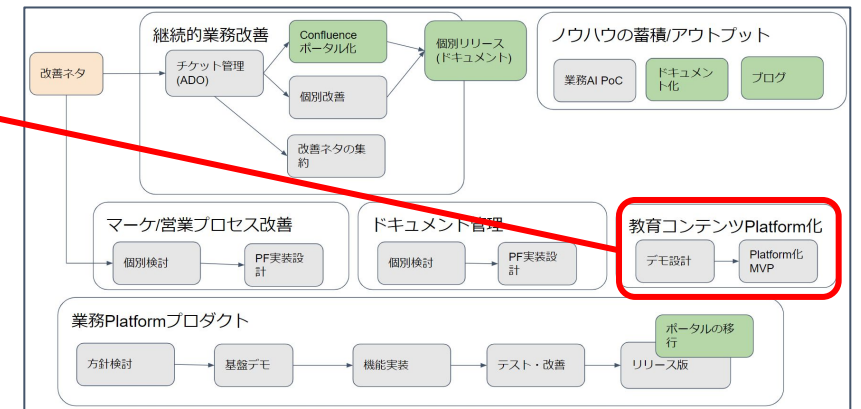 継続的業務改善
改善ネタ
チケット管理
(ADO)
Confluence
ポータル化
個別改善
改善ネタの集
約
個別リリース
(ドキュメント)
ノウハウの蓄積/アウトプット
業務AI PoC
ドキュメン
ト化
ブログ
マーケ/営業プロセス改善
個別検討
PF実装設
計
ドキュメント管理
個別検討
PF実装設
計
教育コンテンツPlatform化
デモ設計
Platform化
MVP
業務Platformプロダクト
方針検討
基盤デモ
機能実装
テスト・改善
リリース版
ポータルの移
行